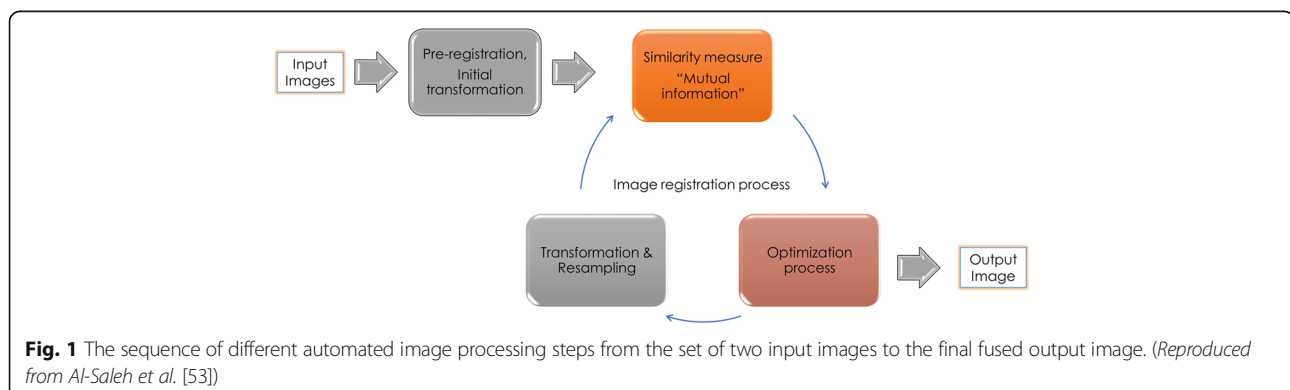 Input
Images
Pre-registration,
Initial
transformation
Similarity measure
“Mutual
information”
Image registration process
Transformation &
Resampling
Optimization
process
Output
Image
Fig. 1 The sequence of different automated image processing steps from the set of two input images to the final fused output image. (Reproduced
from Al-Saleh et al. [53])